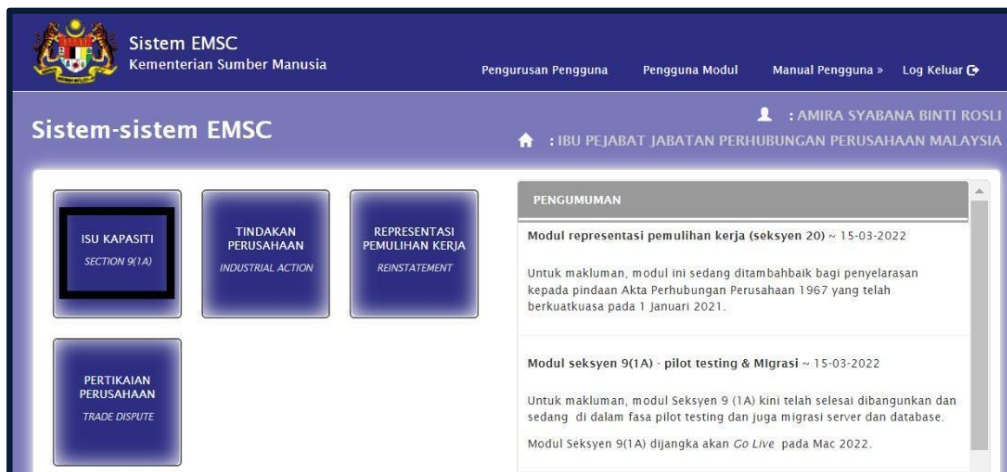 Sistem EMSC
Kementerian Sumber Manusia
Pengurusan Pengguna Pengguna Modul Manual Pengguna » Log Keluar
Sistem-sistem EMSC
: AMIRA SYABANA BINTI ROSLI
: IBU PEJABAT JABATAN PERHUBUNGAN PERUSAHAAN MALAYSIA
ISU KAPASITI
SECTION 9(1A)
TINDAKAN
PERUSAHAAN
INDUSTRIAL ACTION
REPRESENTASI
PEMULIHAN KERJA
REINSTATEMENT
PERTIKAIAN
PERUSAHAAN
TRADE DISPUTE
PENGUMUMAN
Modul representasi pemulihan kerja (seksyen 20) ~ 15-03-2022
Untuk makluman, modul ini sedang ditambahbaik bagi penyelarasan
kepada pindaan Akta Perhubungan Perusahaan 1967 yang telah
berkuatkuasa pada 1 Januari 2021.
Modul seksyen 9(1A) - pilot testing & MIgrasi ~ 15-03-2022
Untuk makluman, modul Seksyen 9 (1A) kini telah selesai dibangunkan dan
sedang di dalam fasa pilot testing dan juga migrasi server dan database.
Modul Seksyen 9(1A) dijangka akan Go Live pada Mac 2022.